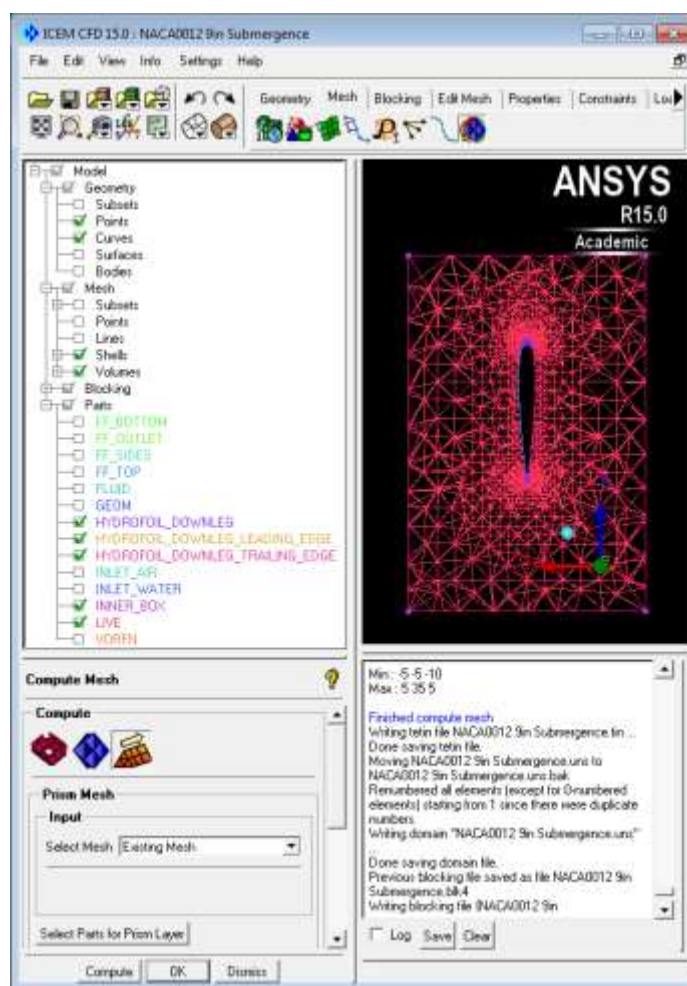 ICEM CFD 15.0 : NACA0012 9in Submergence
File Edit View Info Settings Help
Geometry Mesh Blocking Edit Mesh Properties Constraints
Model
Geometry
Subsets
Points
Curves
Surfaces
Bodies
Mesh
Subsets
Points
Lines
Shells
Volumes
Blocking
Parts
FF_BOTTOM
FF_OUTLET
FF_SIDES
FF_TOP
FLUID
GEOM
HYDROFOIL_DOWNLEG
HYDROFOIL_DOWNLEG_LEADING_EDGE
HYDROFOIL_DOWNLEG_TRAILING_EDGE
INLET_AIR
INLET_WATER
INNER_BOX
LIVE
VORFN
ANSYS
R15.0
Academic
Compute Mesh
Compute
Prism Mesh
Input
Select Mesh Existing Mesh
Select Parts for Prism Layer
Compute OK Dismiss
Min : -5 -5 -10
Max : 5 35 5
Finished compute mesh
Writing tetin file NACA0012 9in Submergence.tin ...
Done saving tetin file.
Moving NACA0012 9in Submergence.uns to
NACA0012 9in Submergence.uns.bak
Renumbered all elements (except for 0-numbered
elements) starting from 1 since there were duplicate
numbers.
Writing domain "NACA0012 9in Submergence.uns"
...
Done saving domain file.
Previous blocking file saved as file NACA0012 9in
Submergence.blk.4
Writing blocking file (NACA0012 9in
Log Save Clear